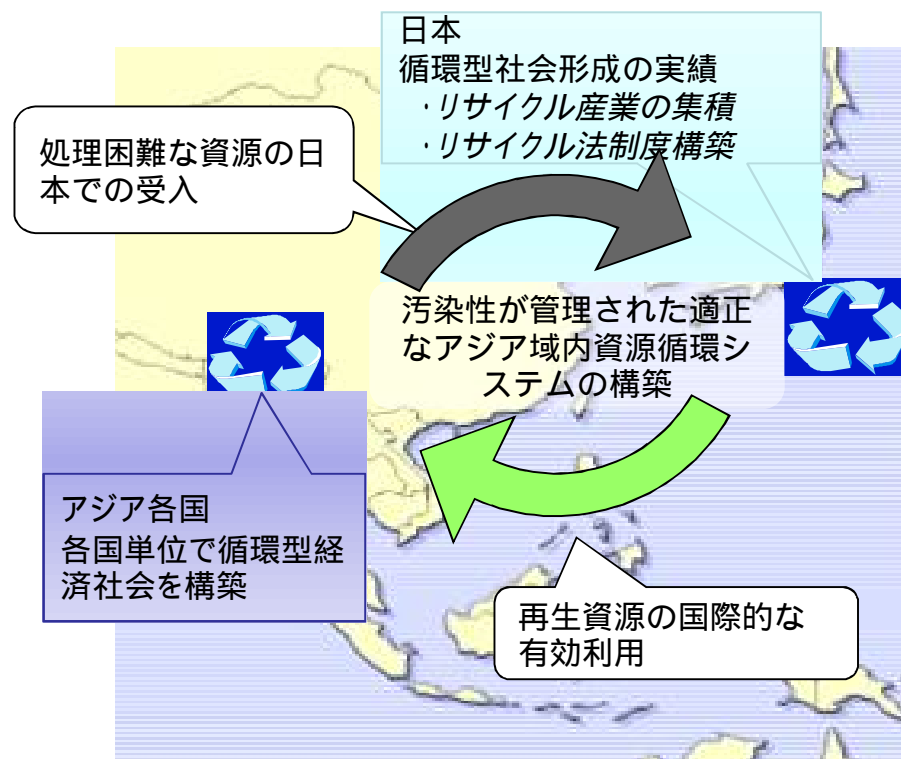 日本
循環型社会形成の実績
・リサイクル産業の集積
・リサイクル法制度構築
処理困難な資源の日
本での受入
汚染性が管理された適正
なアジア域内資源循環シ
ステムの構築
アジア各国
各国単位で循環型経
済社会を構築
再生資源の国際的な
有効利用